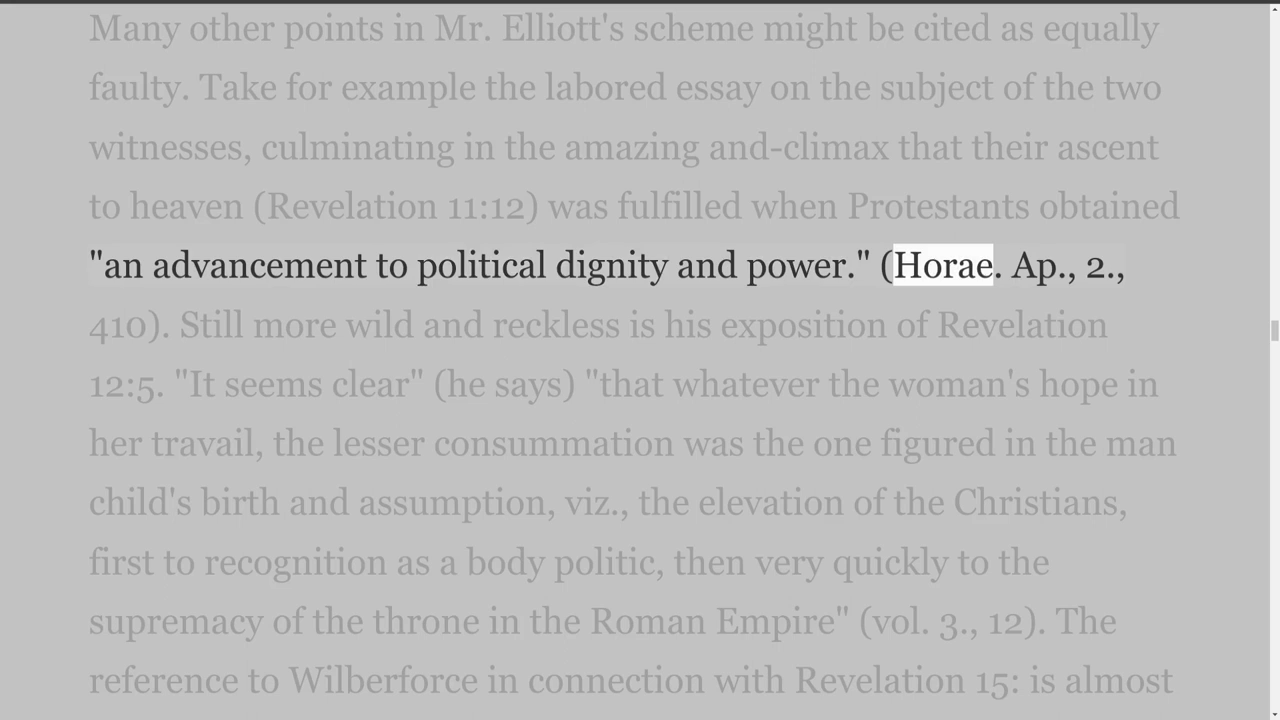 Many other points in Mr. Elliott's scheme might be cited as equally
faulty. Take for example the labored essay on the subject of the two
witnesses, culminating in the amazing and-climax that their ascent
to heaven (Revelation 11:12) was fulfilled when Protestants obtained
"an advancement to political dignity and power." (Horae. Ap., 2.,
410). Still more wild and reckless is his exposition of Revelation
12:5. "It seems clear" (he says) "that whatever the woman's hope in
her travail, the lesser consummation was the one figured in the man
child's birth and assumption, viz., the elevation of the Christians,
first to recognition as a body politic, then very quickly to the
supremacy of the throne in the Roman Empire" (vol. 3., 12). The
reference to Wilberforce in connection with Revelation 15: is almost